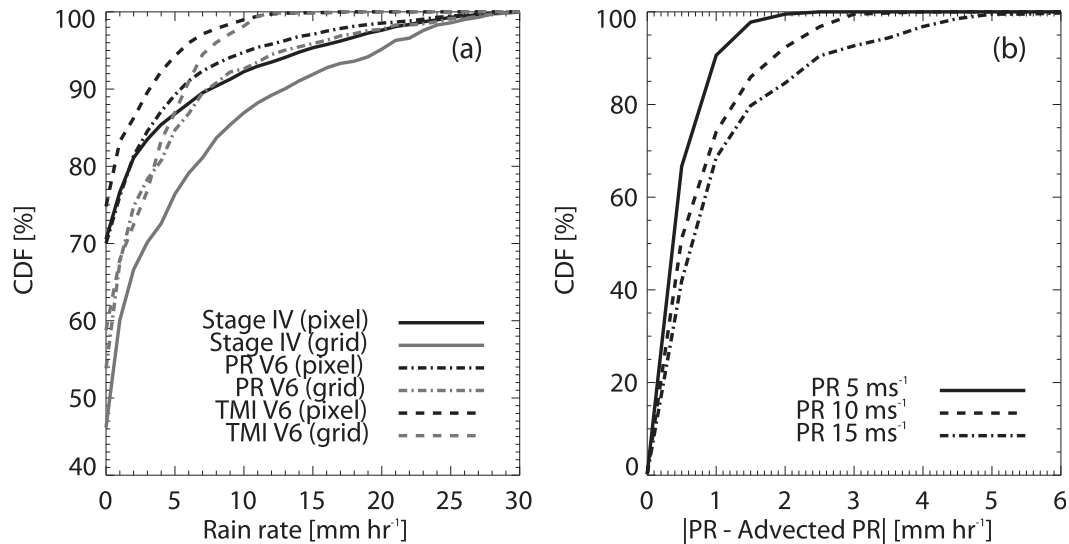 100
90
80
70
60
50
40
CDF [%]
(a)
Stage IV (pixel)
Stage IV (grid)
PR V6 (pixel)
PR V6 (grid)
TMI V6 (pixel)
TMI V6 (grid)
0 5 10 15 20 25 30
Rain rate [mm hr⁻¹]
100
80
60
40
20
0
CDF [%]
(b)
PR 5 ms⁻¹
PR 10 ms⁻¹
PR 15 ms⁻¹
0 1 2 3 4 5 6
|PR - Advected PR| [mm hr⁻¹]